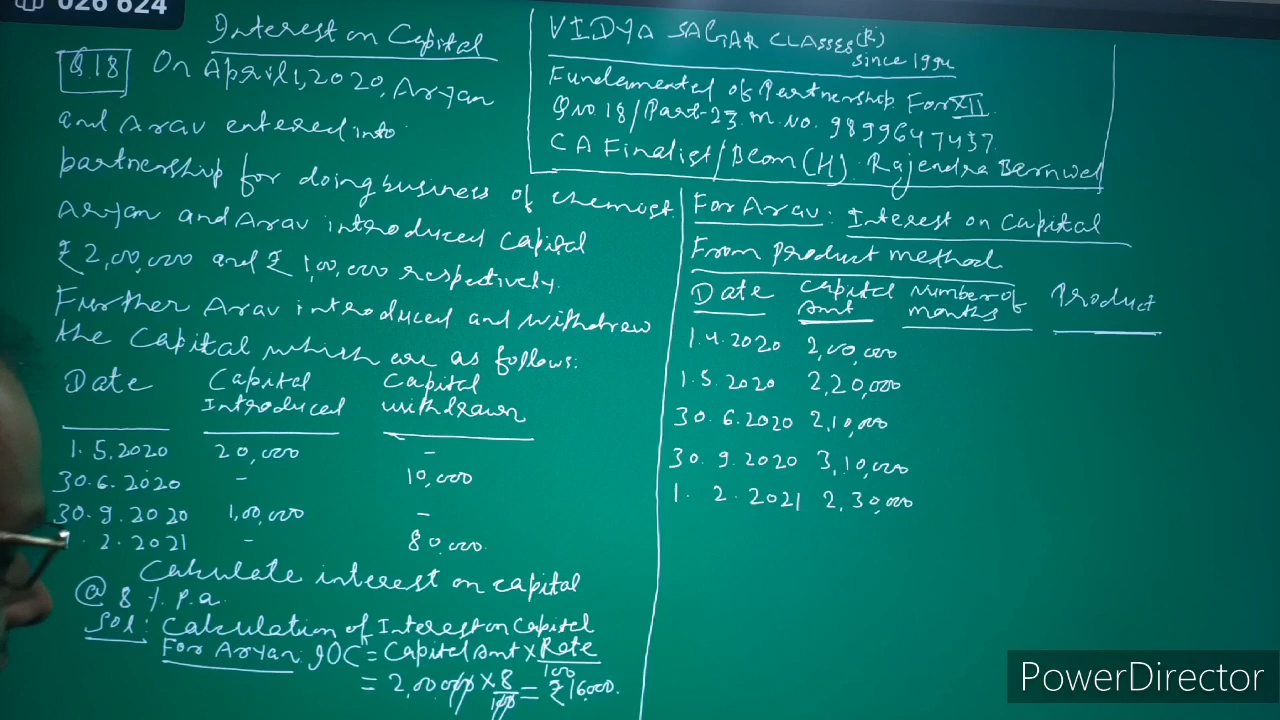 026 624
Interest on Capital
Q.18 On April 1, 2020, Aryan
and Arav entered into
partnership for doing business of chemist
Aryan and Arav introduced capital
₹ 2,00,000 and ₹ 1,00,000 respectively.
Further Arav introduced and withdrew
the capital which are as follows:
Date Capital Introduced Capital withdrawn
1.5.2020 20,000 -
30.6.2020 - 10,000
30.9.2020 1,00,000 -
1.2.2021 - 80,000
Calculate interest on capital
@ 8 % p.a.
Sol: Calculation of Interest on Capital
For Aryan: IOC = Capital Amt × Rate/100
= 2,00,000 × 8/100 = ₹ 16000.
VIDYA SAGAR CLASSES (R)
since 1994
Fundamental of Partnership For XII
Q no. 18/Part-23. m. No. 9899647457.
CA Finalist/Bcom (H). Rajendra Barnwal
For Arav: Interest on Capital
From Product method
Date Capital Amt Number of months Product
1.4.2020 2,00,000
1.5.2020 2,20,000
30.6.2020 2,10,000
30.9.2020 3,10,000
1.2.2021 2,30,000
PowerDirector